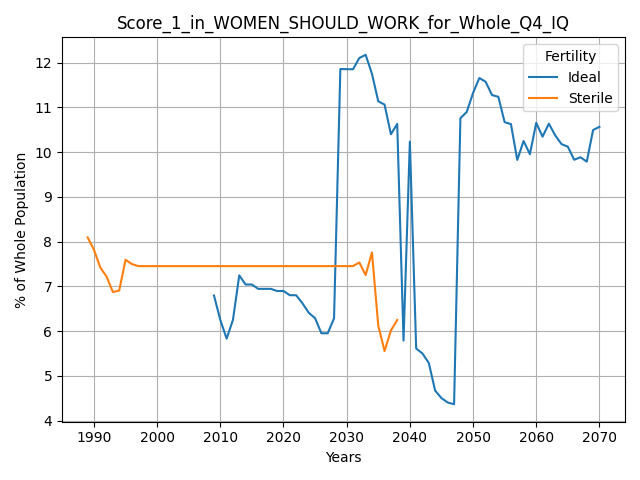 Score_1_in_WOMEN_SHOULD_WORK_for_Whole_Q4_IQ
Fertility
Ideal
Sterile
% of Whole Population
12
11
10
9
8
7
6
5
4
1990 2000 2010 2020 2030 2040 2050 2060 2070
Years